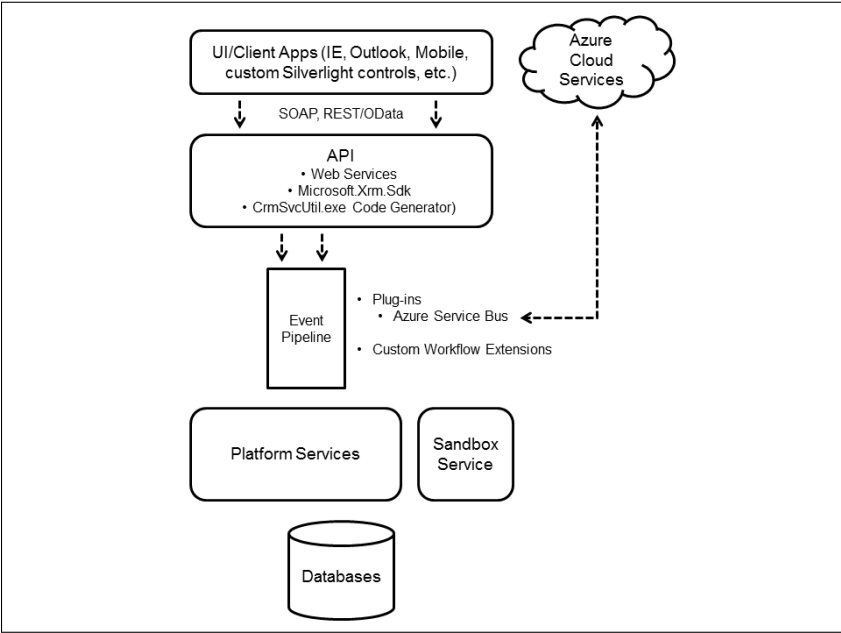 UI/Client Apps (IE, Outlook, Mobile,
custom Silverlight controls, etc.)
Azure
Cloud
Services
SOAP, REST/OData
API
• Web Services
• Microsoft.Xrm.Sdk
• CrmSvcUtil.exe Code Generator)
Event
Pipeline
• Plug-ins
• Azure Service Bus
• Custom Workflow Extensions
Platform Services
Sandbox
Service
Databases